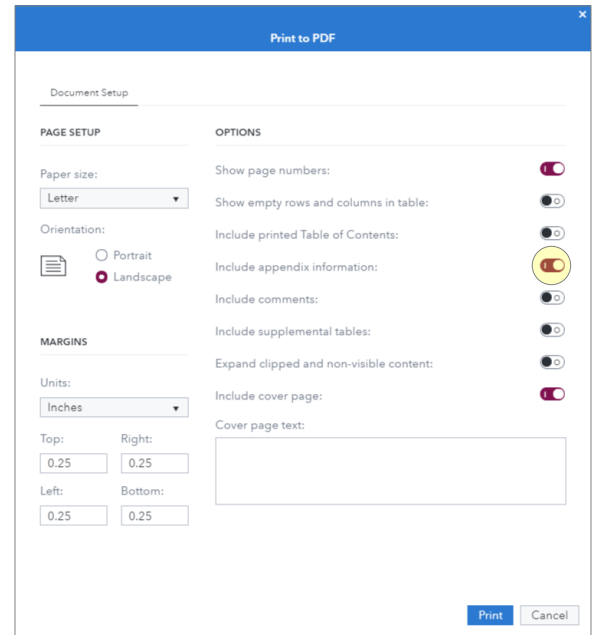 Print to PDF
Document Setup
PAGE SETUP
Paper size:
Letter
Orientation:
Portrait
Landscape
MARGINS
Units:
Inches
Top: Right:
0.25 0.25
Left: Bottom:
0.25 0.25
OPTIONS
Show page numbers:
Show empty rows and columns in table:
Include printed Table of Contents:
Include appendix information:
Include comments:
Include supplemental tables:
Expand clipped and non-visible content:
Include cover page:
Cover page text:
Print Cancel